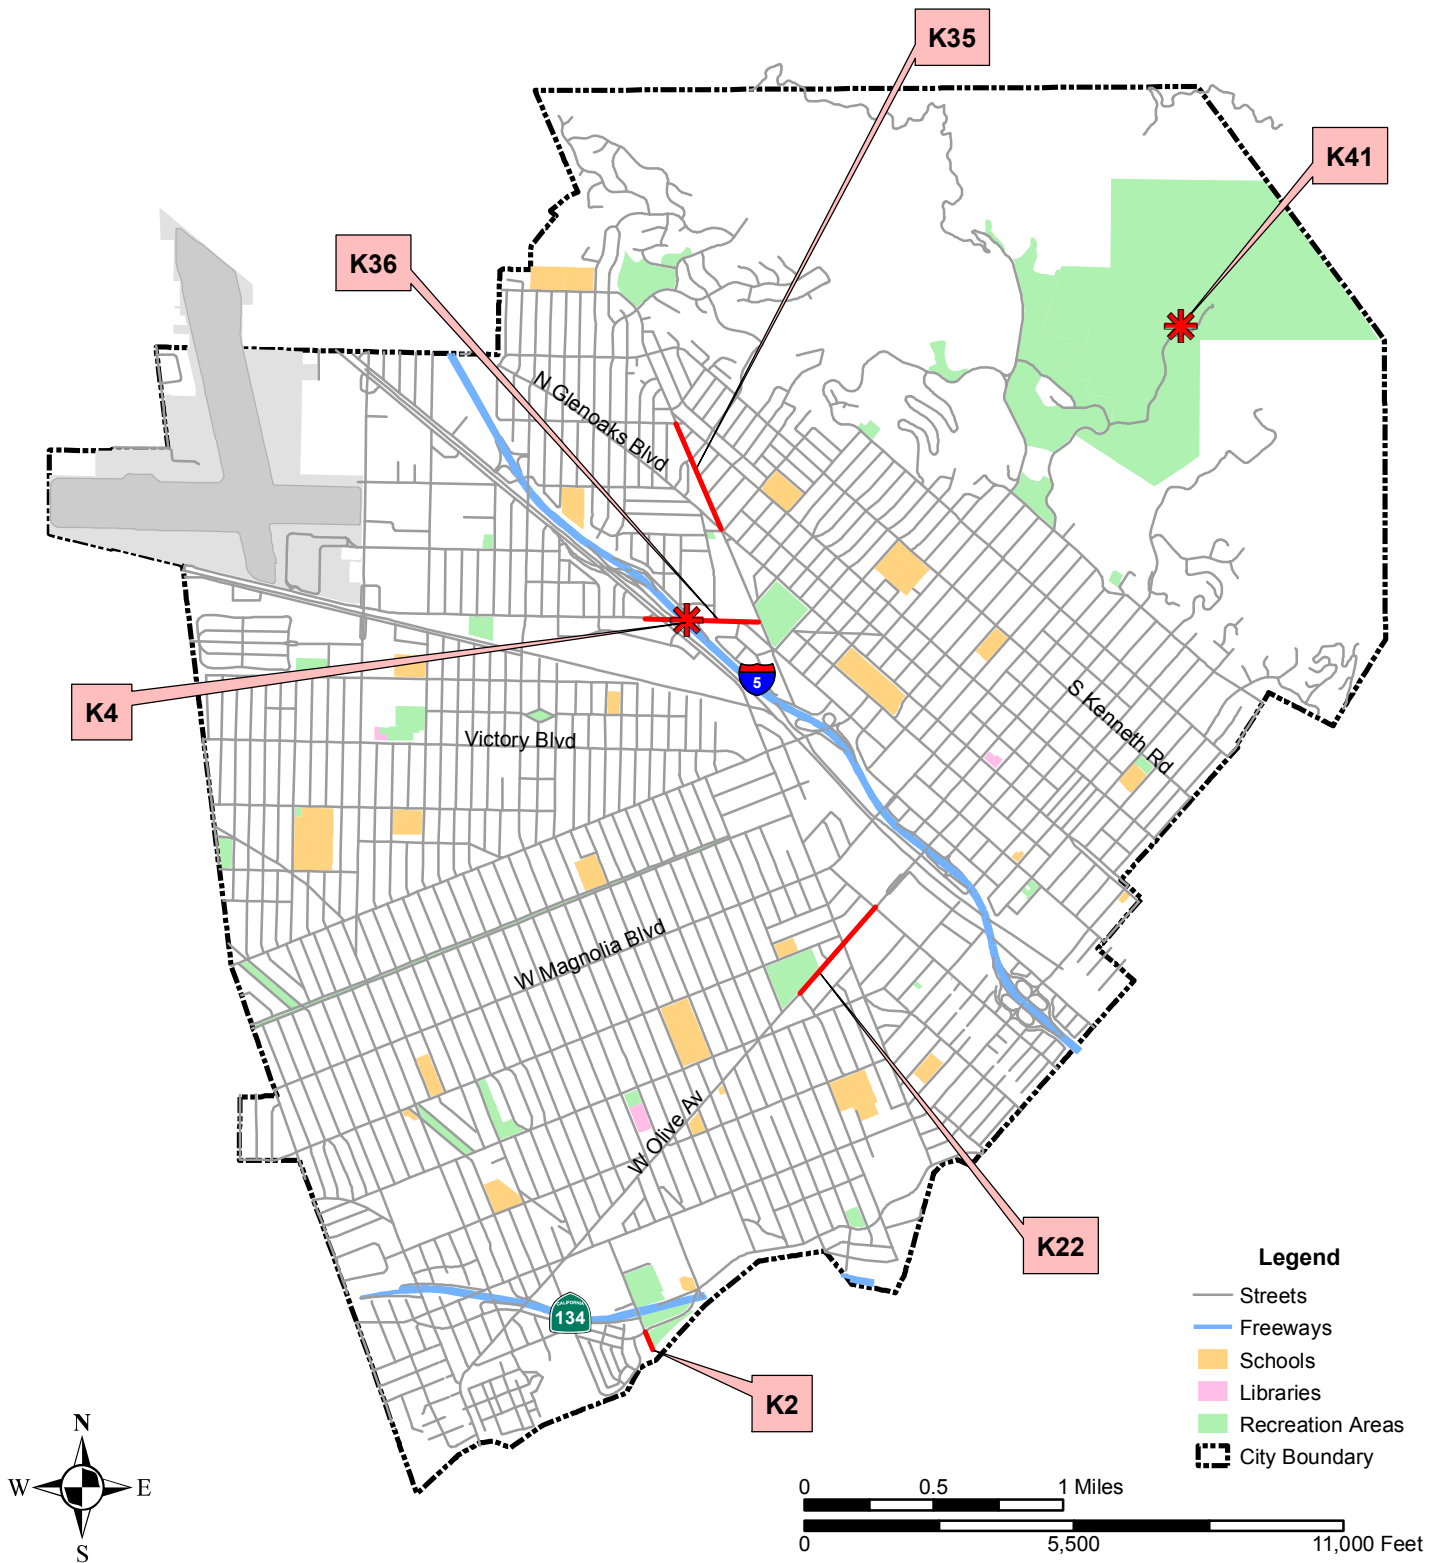 K35
K41
K36
N Glenoaks Blvd
5
K4
S Kenneth Rd
Victory Blvd
W Magnolia Blvd
W Olive Av
K22
CALIFORNIA
134
K2
Legend
Streets
Freeways
Schools
Libraries
Recreation Areas
City Boundary
N
W E
S
0 0.5 1 Miles
0 5,500 11,000 Feet